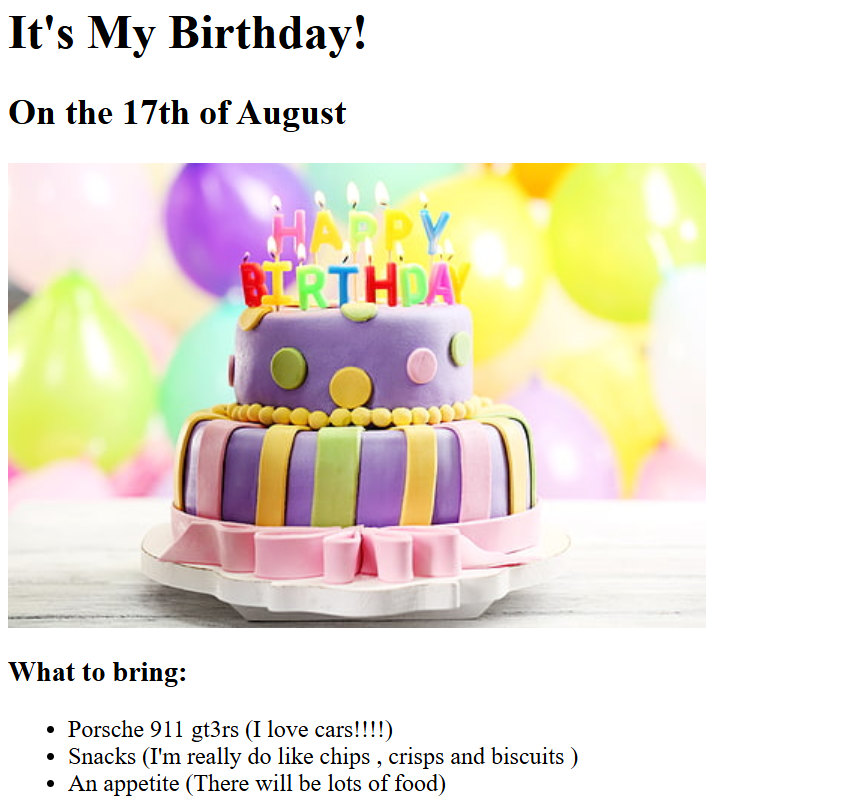 It's My Birthday!
On the 17th of August
HAPPY
BIRTHDAY
What to bring:
Porsche 911 gt3rs (I love cars!!!!)
Snacks (I'm really do like chips , crisps and biscuits )
An appetite (There will be lots of food)